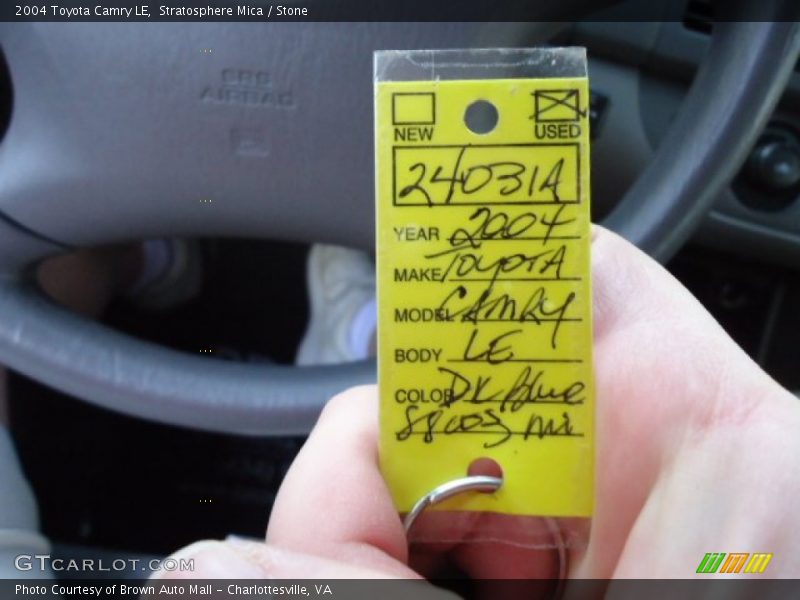 2004 Toyota Camry LE, Stratosphere Mica / Stone
SRS
AIRBAG
NEW USED
24031A
YEAR 2004
MAKE TOYOTA
MODEL CAMRY
BODY LE
COLOR DK Blue
88003 mi
GTCARLOT.COM
Photo Courtesy of Brown Auto Mall - Charlottesville, VA